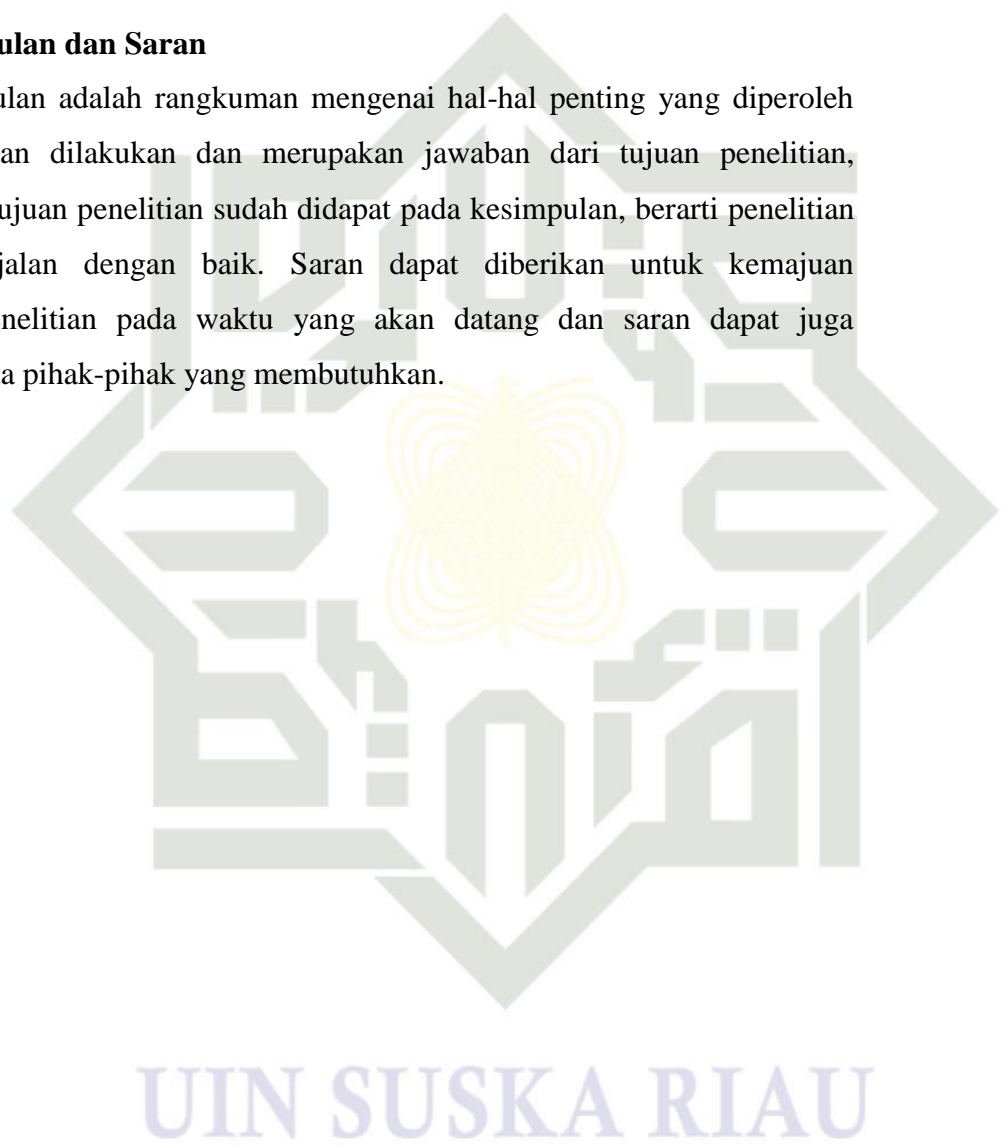 ulan dan Saran
ulan adalah rangkuman mengenai hal-hal penting yang diperoleh
an dilakukan dan merupakan jawaban dari tujuan penelitian,
ujuan penelitian sudah didapat pada kesimpulan, berarti penelitian
jalan dengan baik. Saran dapat diberikan untuk kemajuan
nelitian pada waktu yang akan datang dan saran dapat juga
a pihak-pihak yang membutuhkan.
UIN SUSKA RIAU